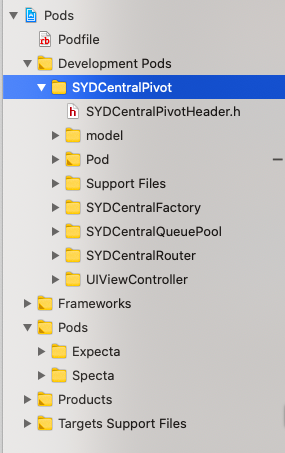 Pods
rb Podfile
Development Pods
SYDCentralPivot
h SYDCentralPivotHeader.h
model
Pod
Support Files
SYDCentralFactory
SYDCentralQueuePool
SYDCentralRouter
UIViewController
Frameworks
Pods
Expecta
Specta
Products
Targets Support Files